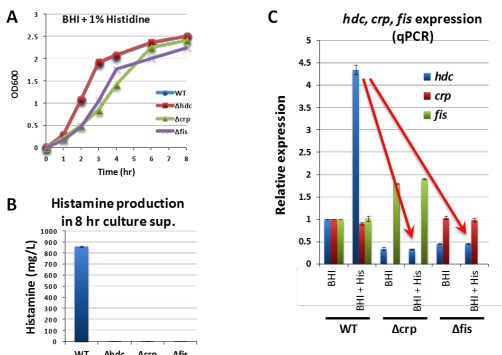 A
BHI + 1% Histidine
OD600
3
2.5
2
1.5
1
0.5
0
0 1 2 3 4 5 6 7 8
Time (hr)
WT
Δhdc
Δcrp
Δfis
B
Histamine production
in 8 hr culture sup.
Histamine (mg/L)
1000
900
800
700
600
500
400
300
200
100
0
WT Δhdc Δcrp Δfis
C
hdc, crp, fis expression
(qPCR)
Relative expression
5
4.5
4
3.5
3
2.5
2
1.5
1
0.5
0
hdc
crp
fis
BHI
BHI + His
BHI
BHI + His
BHI
BHI + His
WT Δcrp Δfis